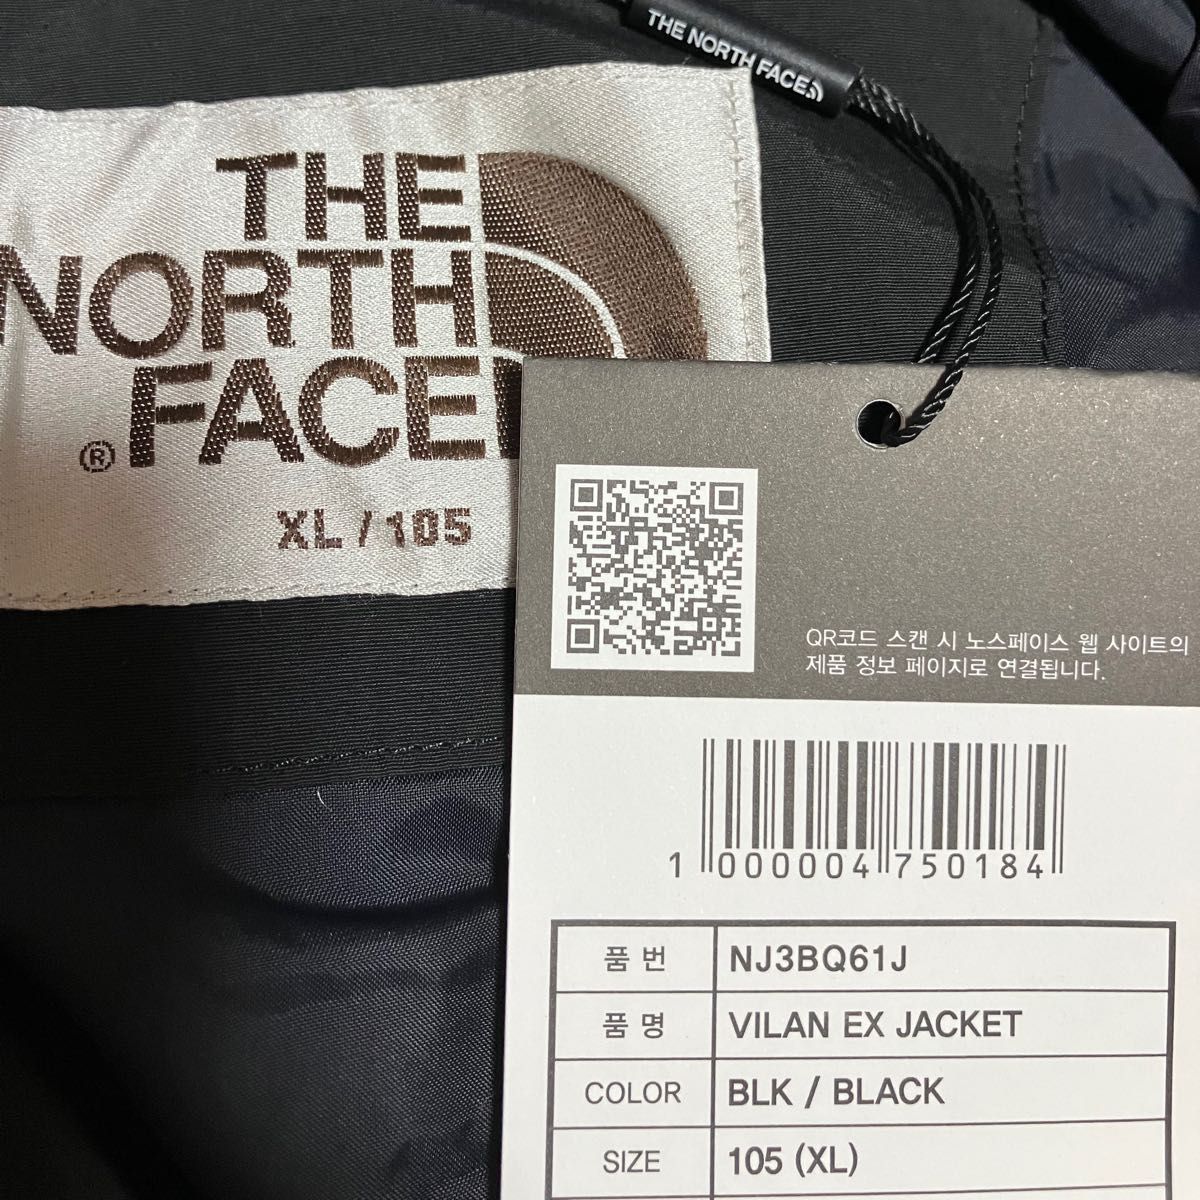 THE NORTH FACE
THE
NORTH
FACE
®
XL / 105
QR코드 스캔 시 노스페이스 웹 사이트의
제품 정보 페이지로 연결됩니다.
1 000004 750184
품 번 NJ3BQ61J
품 명 VILAN EX JACKET
COLOR BLK / BLACK
SIZE 105 (XL)